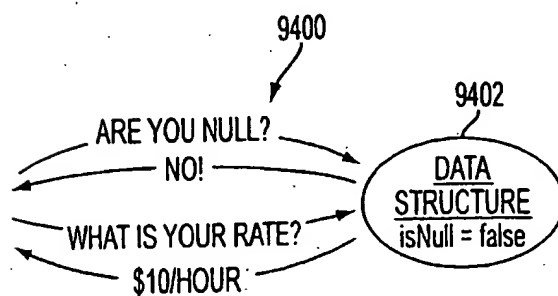 9400
9402
ARE YOU NULL?
NO!
WHAT IS YOUR RATE?
$10/HOUR
DATA
STRUCTURE
isNull = false